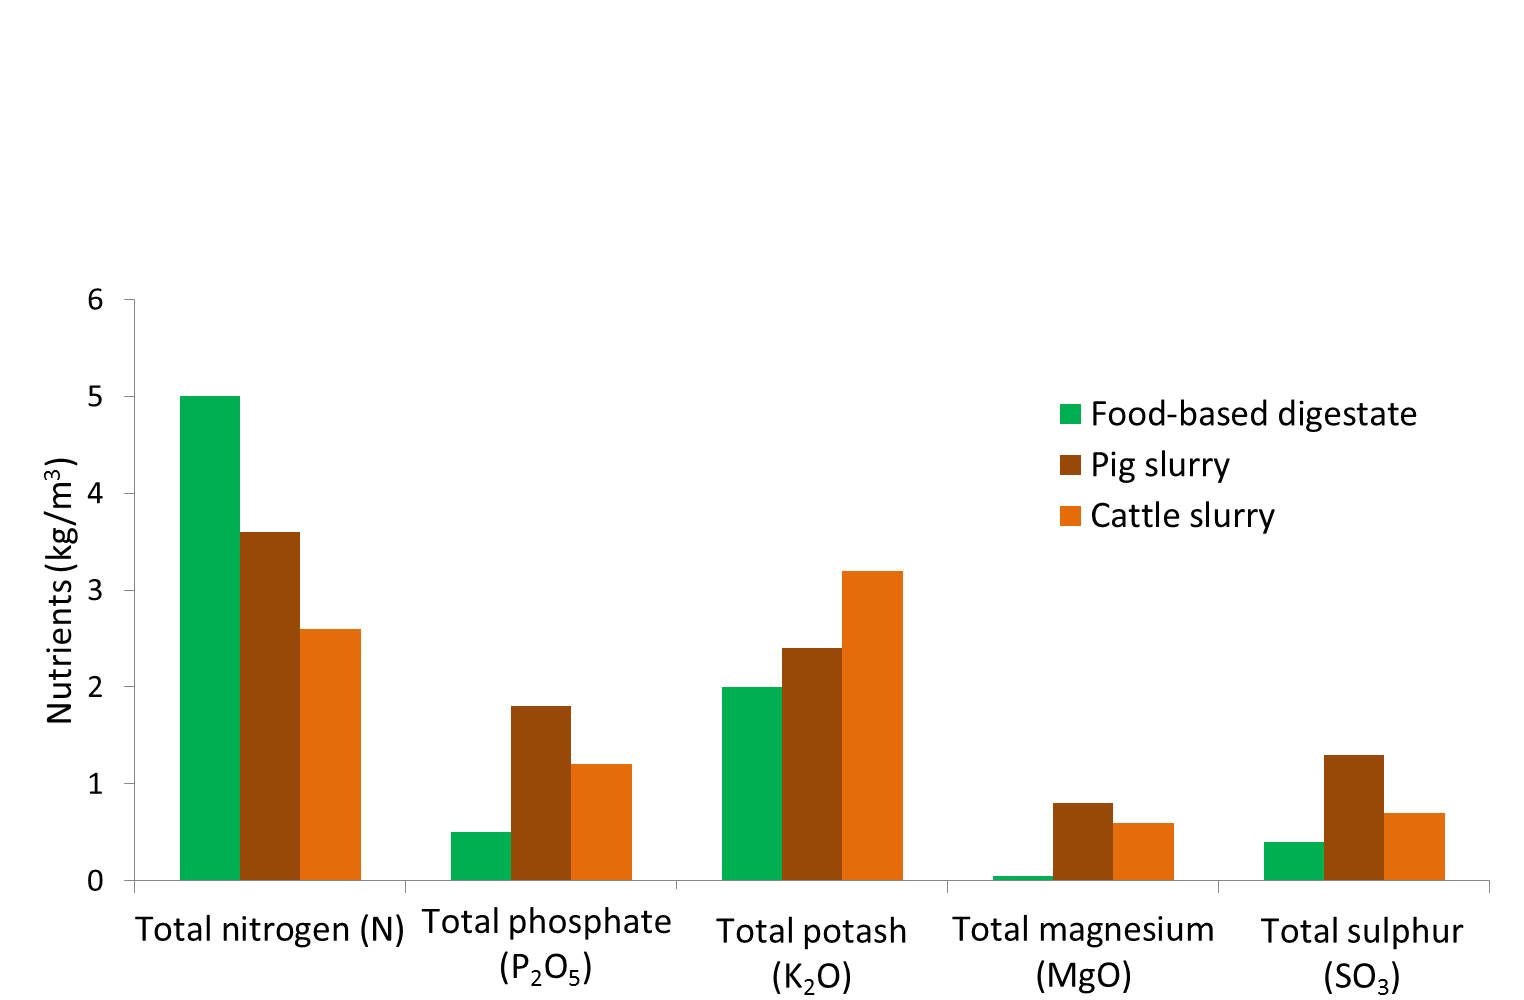 6
5
4
3
2
1
0
Nutrients (kg/m³)
Food-based digestate
Pig slurry
Cattle slurry
Total nitrogen (N)
Total phosphate
(P₂O₅)
Total potash
(K₂O)
Total magnesium
(MgO)
Total sulphur
(SO₃)